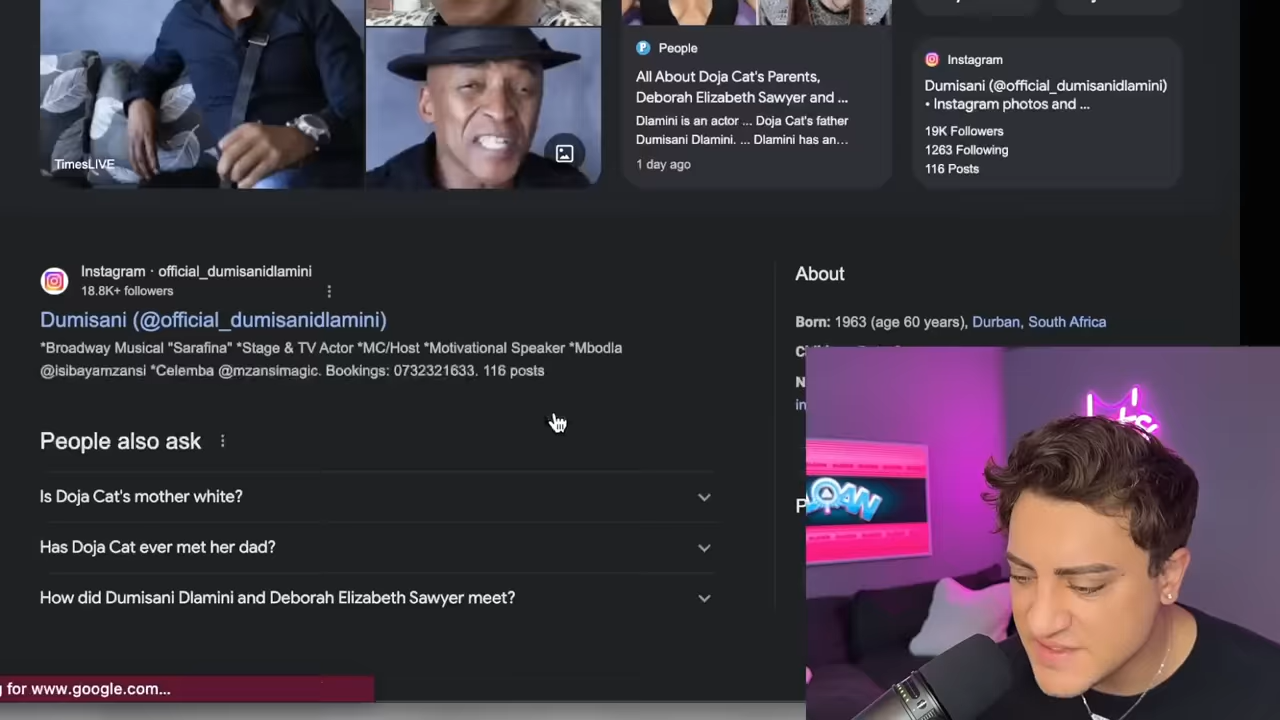 TimesLIVE
People
All About Doja Cat's Parents,
Deborah Elizabeth Sawyer and ...
Dlamini is an actor ... Doja Cat's father
Dumisani Dlamini. ... Dlamini has an...
1 day ago
Instagram
Dumisani (@official_dumisanidlamini)
• Instagram photos and ...
19K Followers
1263 Following
116 Posts
Instagram · official_dumisanidlamini
18.8K+ followers
Dumisani (@official_dumisanidlamini)
*Broadway Musical "Sarafina" *Stage & TV Actor *MC/Host *Motivational Speaker *Mbodla
@isibayamzansi *Celemba @mzansimagic. Bookings: 0732321633. 116 posts
People also ask
Is Doja Cat's mother white?
Has Doja Cat ever met her dad?
How did Dumisani Dlamini and Deborah Elizabeth Sawyer meet?
About
Born: 1963 (age 60 years), Durban, South Africa
in
P
g for www.google.com...